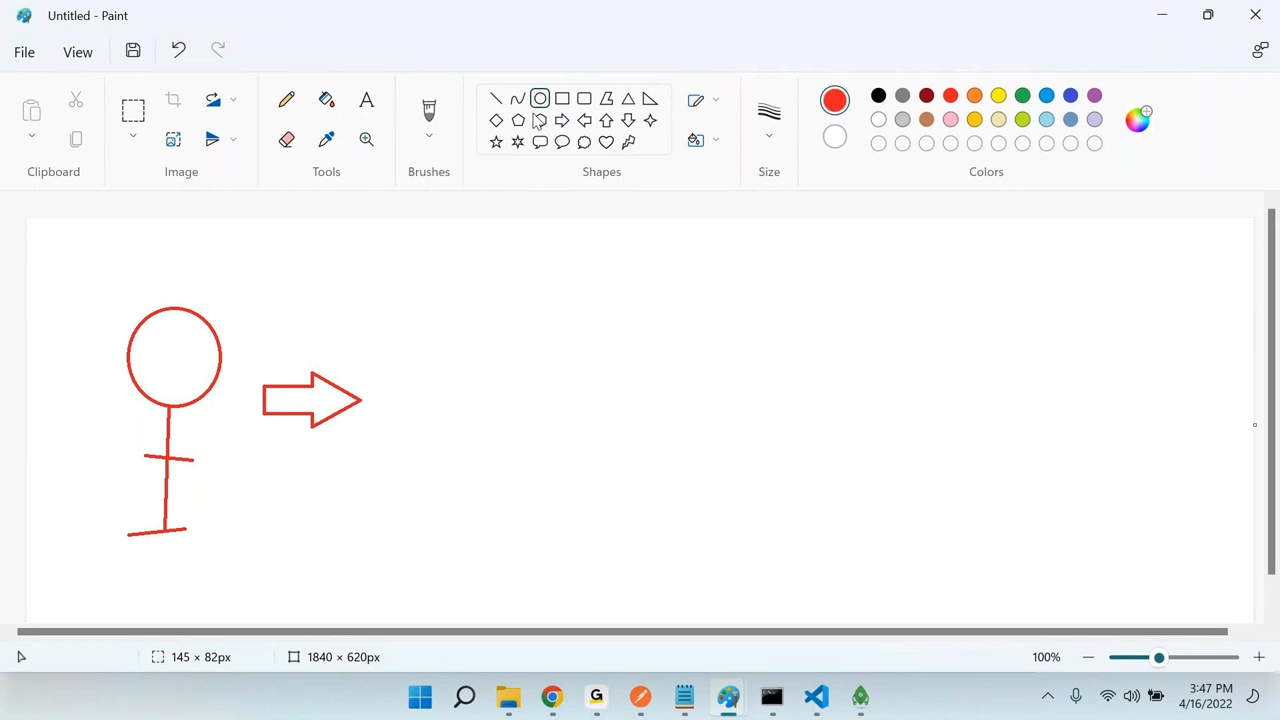 Untitled - Paint
File
View
Clipboard
Image
Tools
Brushes
Shapes
Size
Colors
145 × 82px
1840 × 620px
100%
G
3:47 PM
4/16/2022